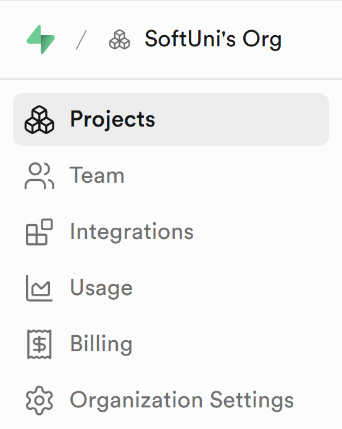 / SoftUni's Org
Projects
Team
Integrations
Usage
Billing
Organization Settings